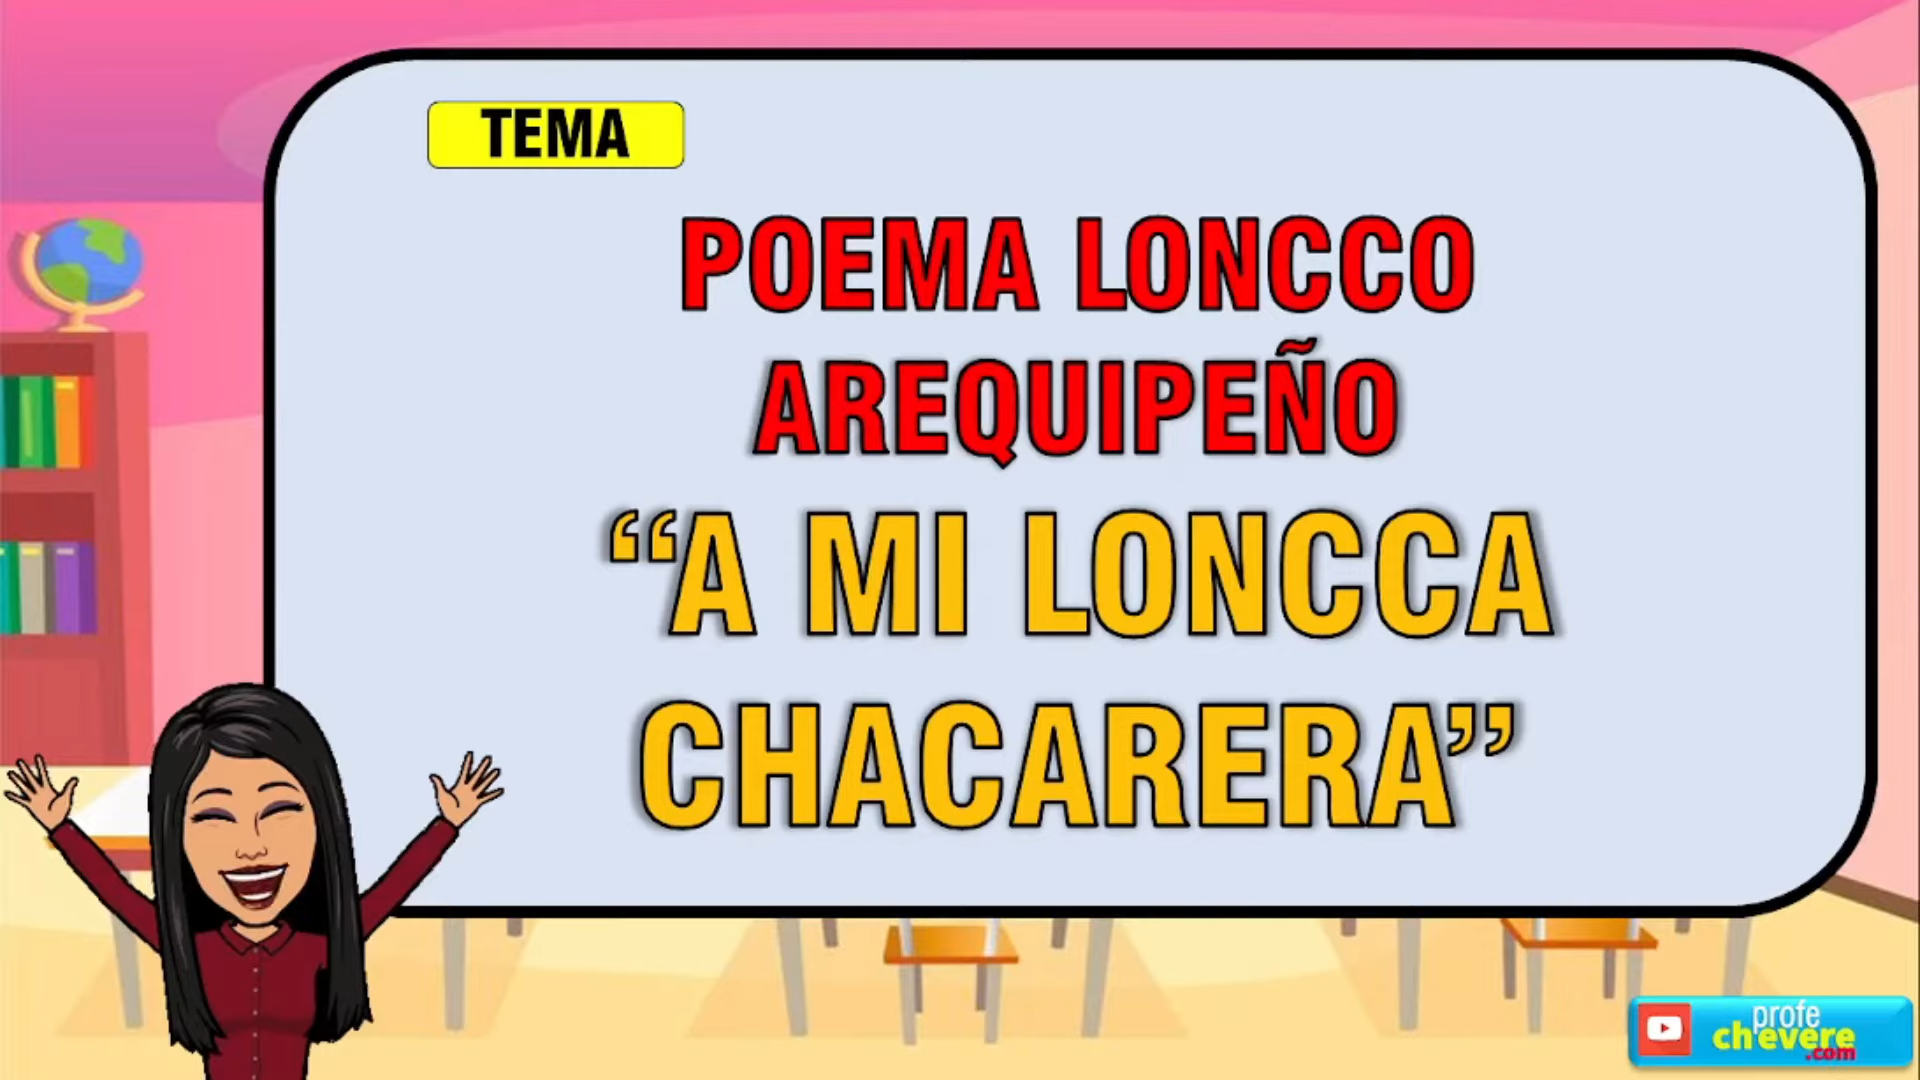 TEMA
POEMA LONCCO
AREQUIPEÑO
“A MI LONCCA
CHACARERA”
profe
chevere
.com